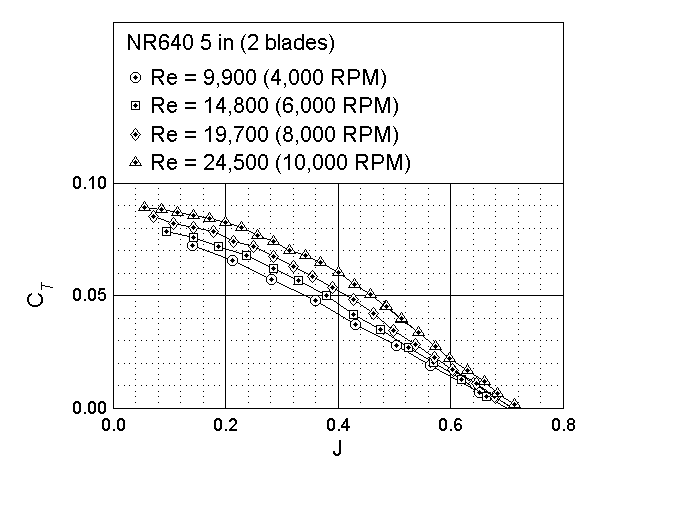 NR640 5 in (2 blades)
Re = 9,900 (4,000 RPM)
Re = 14,800 (6,000 RPM)
Re = 19,700 (8,000 RPM)
Re = 24,500 (10,000 RPM)
0.10
0.05
0.00
C_T
0.0 0.2 0.4 0.6 0.8
J